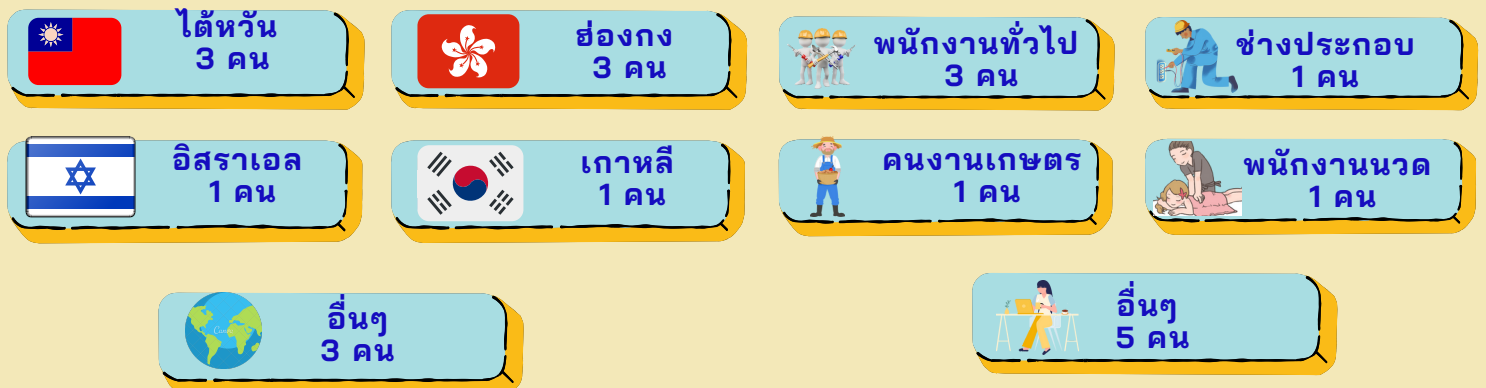 ไต้หวัน
3 คน
ฮ่องกง
3 คน
พนักงานทั่วไป
3 คน
ช่างประกอบ
1 คน
อิสราเอล
1 คน
เกาหลี
1 คน
คนงานเกษตร
1 คน
พนักงานนวด
1 คน
อื่นๆ
3 คน
อื่นๆ
5 คน